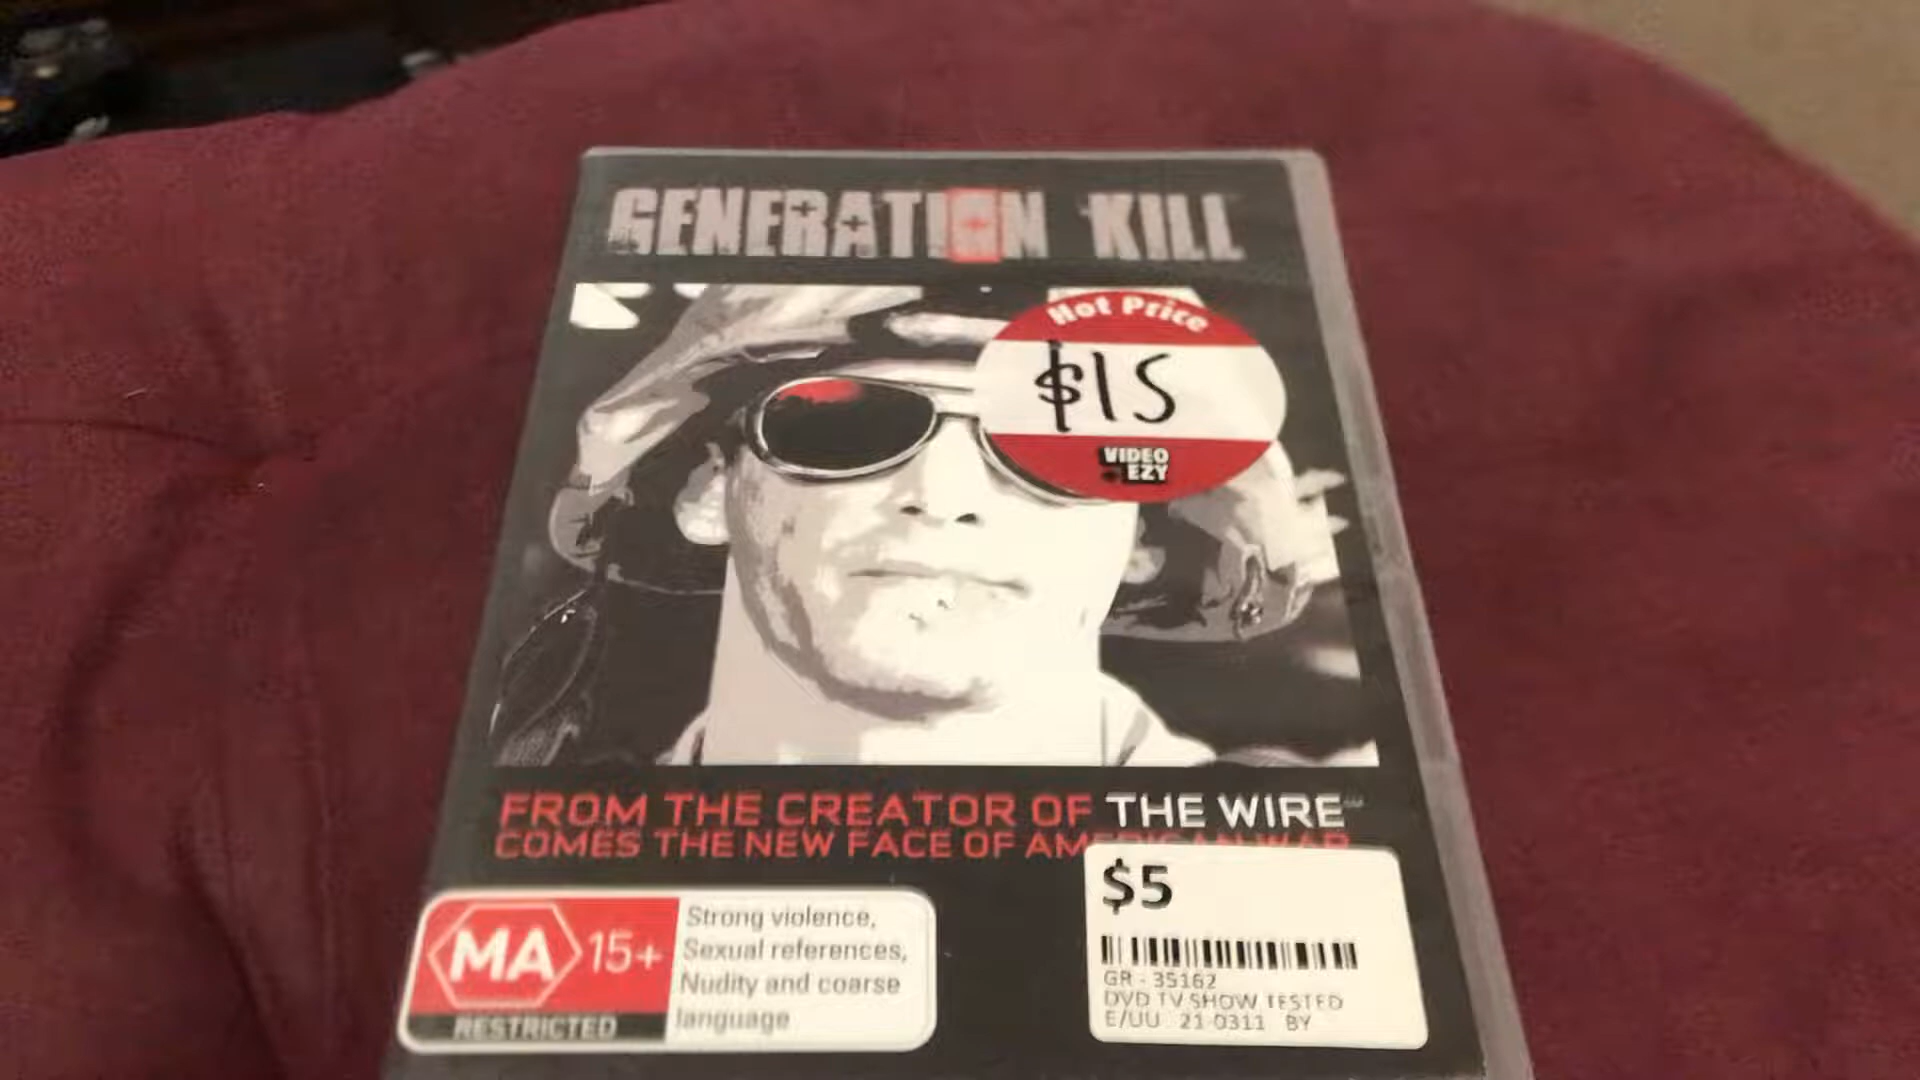 GENERATION KILL
Hot Price
$15
VIDEO
EZY
FROM THE CREATOR OF THE WIRE
COMES THE NEW FACE OF AMERICAN WAR
$5
GR - 35162
DVD TV SHOW TESTED
E/UU 21 0311 BY
MA 15+
RESTRICTED
Strong violence,
Sexual references,
Nudity and coarse
language